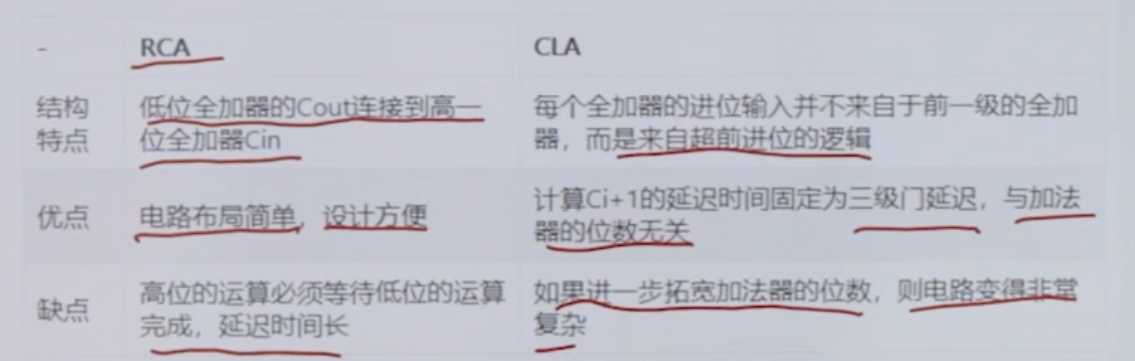 - RCA CLA
结构特点 低位全加器的Cout连接到高一位全加器Cin 每个全加器的进位输入并不来自于前一级的全加器，而是来自超前进位的逻辑
优点 电路布局简单，设计方便 计算Ci+1的延迟时间固定为三级门延迟，与加法器的位数无关
缺点 高位的运算必须等待低位的运算完成，延迟时间长 如果进一步拓宽加法器的位数，则电路变得非常复杂